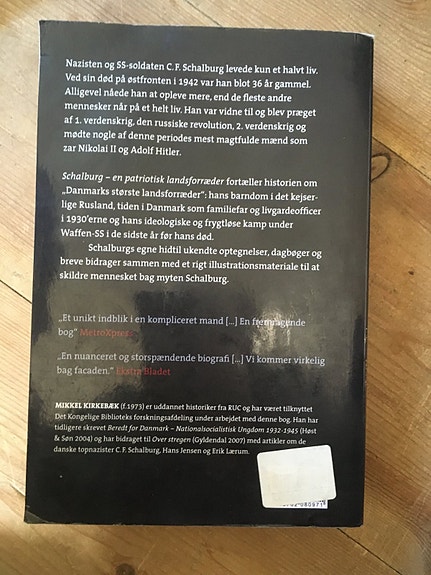 Nazisten og SS-soldaten C.F. Schalburg levede kun et halvt liv.
Ved sin død på østfronten i 1942 var han blot 36 år gammel.
Alligevel nåede han at opleve mere, end de fleste andre
mennesker når på et helt liv. Han var vidne til og blev præget
af 1. verdenskrig, den russiske revolution, 2. verdenskrig og
mødte nogle af denne periodes mest magtfulde mænd som
zar Nikolai II og Adolf Hitler.
Schalburg – en patriotisk landsforræder fortæller historien om
„Danmarks største landsforræder“: hans barndom i det kejser-
lige Rusland, tiden i Danmark som familiefar og livgardeofficer
i 1930'erne og hans ideologiske og frygtløse kamp under
Waffen-SS i de sidste år før hans død.
Schalburgs egne hidtil ukendte optegnelser, dagbøger og
breve bidrager sammen med et rigt illustrationsmateriale til at
skildre mennesket bag myten Schalburg.
„Et unikt indblik i en kompliceret mand [...] En fremragende
bog“ MetroXpress
„En nuanceret og storspændende biografi [...] Vi kommer virkelig
bag facaden.“ Ekstra Bladet
MIKKEL KIRKEBÆK (f.1973) er uddannet historiker fra RUC og har været tilknyttet
Det Kongelige Biblioteks forskningsafdeling under arbejdet med denne bog. Han har
tidligere skrevet Beredt for Danmark – Nationalsocialistisk Ungdom 1932-1945 (Høst
& Søn 2004) og har bidraget til Over stregen (Gyldendal 2007) med artikler om de
danske topnazister C.F. Schalburg, Hans Jensen og Erik Lærum.